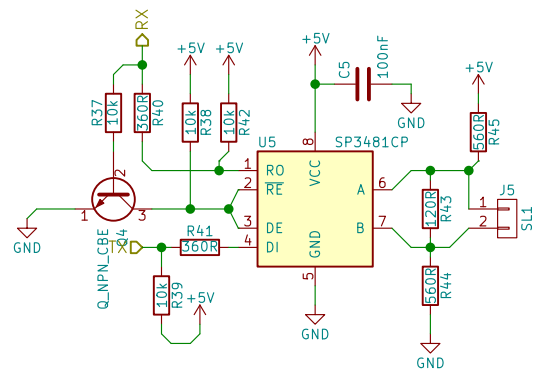 RX
+5V
+5V
+5V
+5V
R37
10k
360R
R40
10k
R38
10k
R42
C5
100nF
GND
560R
R45
U5
SP3481CP
8
VCC
1
RO
2
RE
3
DE
4
DI
A
6
B
7
GND
5
2
1
3
GND
Q_NPN_CBE
Q4
TX
R41
360R
10k
R39
+5V
120R
R43
1
2
J5
SL1
560R
R44
GND
GND